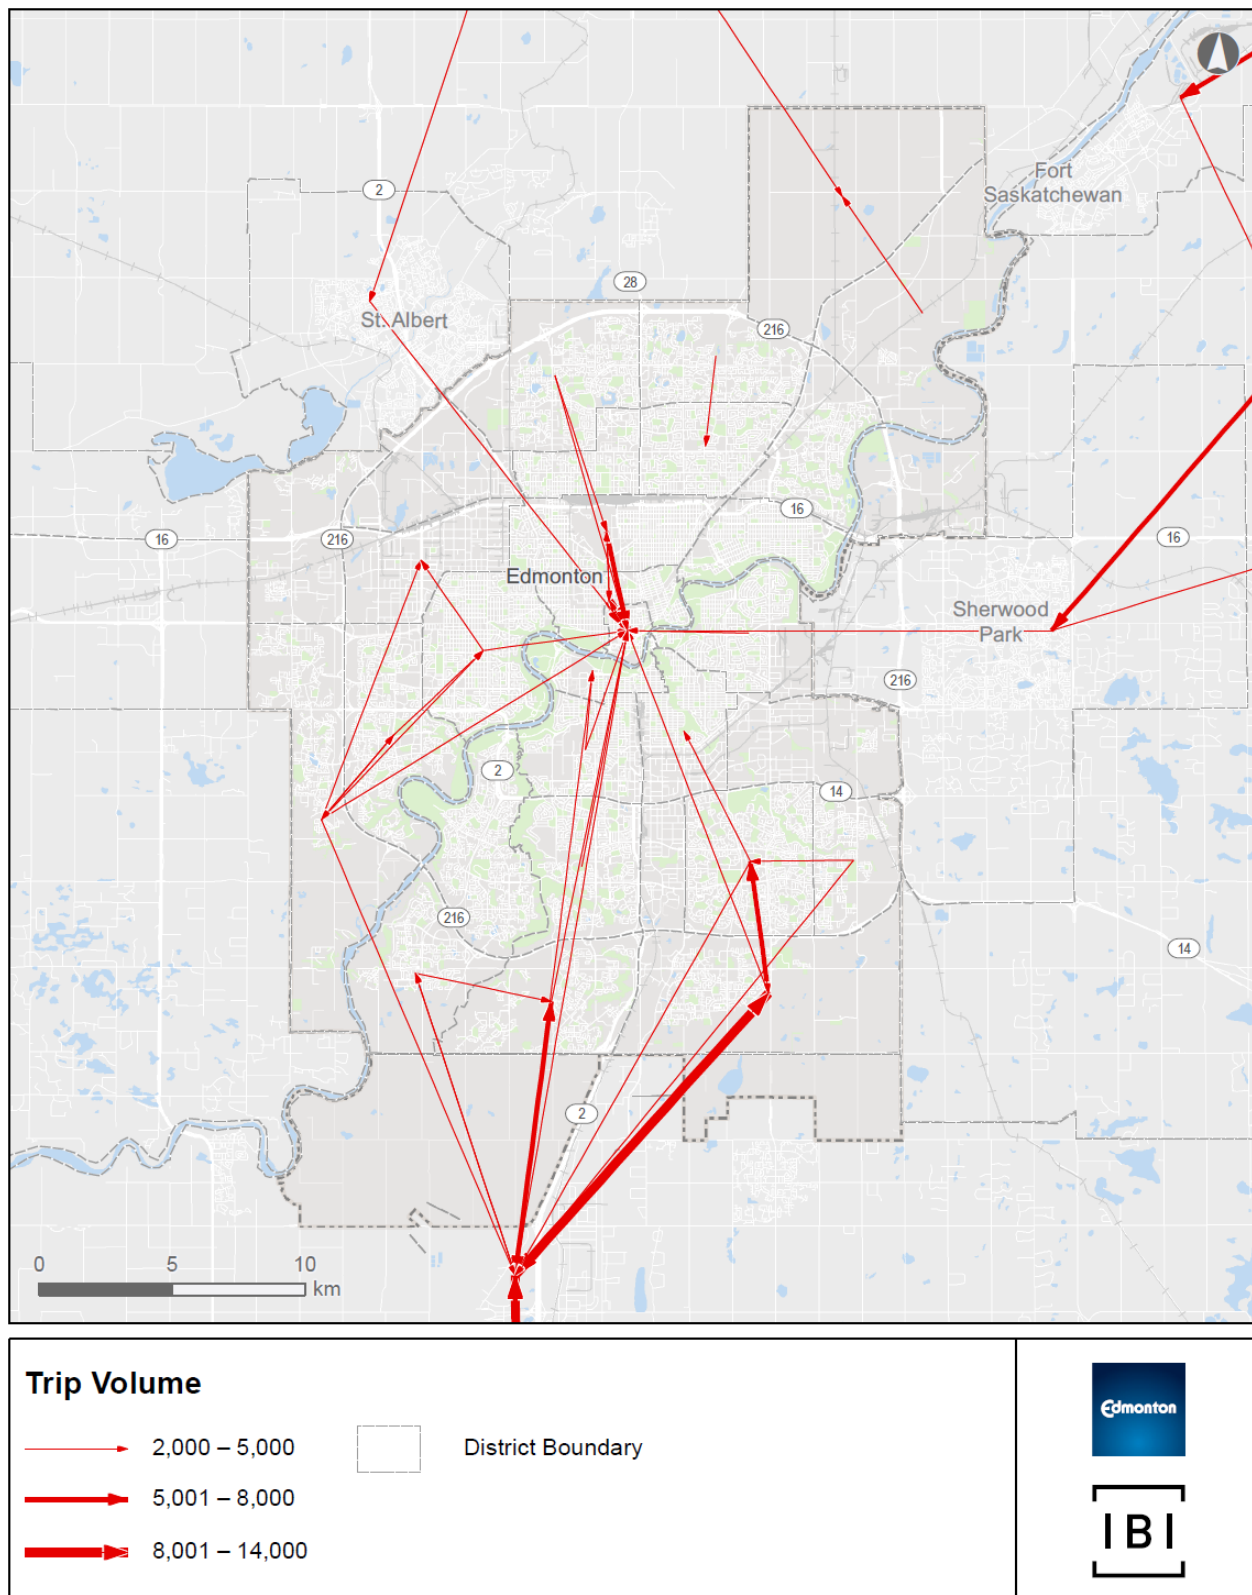 Fort
Saskatchewan
2
28
St. Albert
216
16
16
216
16
Edmonton
Sherwood
Park
216
2
14
216
14
2
0 5 10
km
Trip Volume
2,000 – 5,000
District Boundary
5,001 – 8,000
8,001 – 14,000
Edmonton
IBI